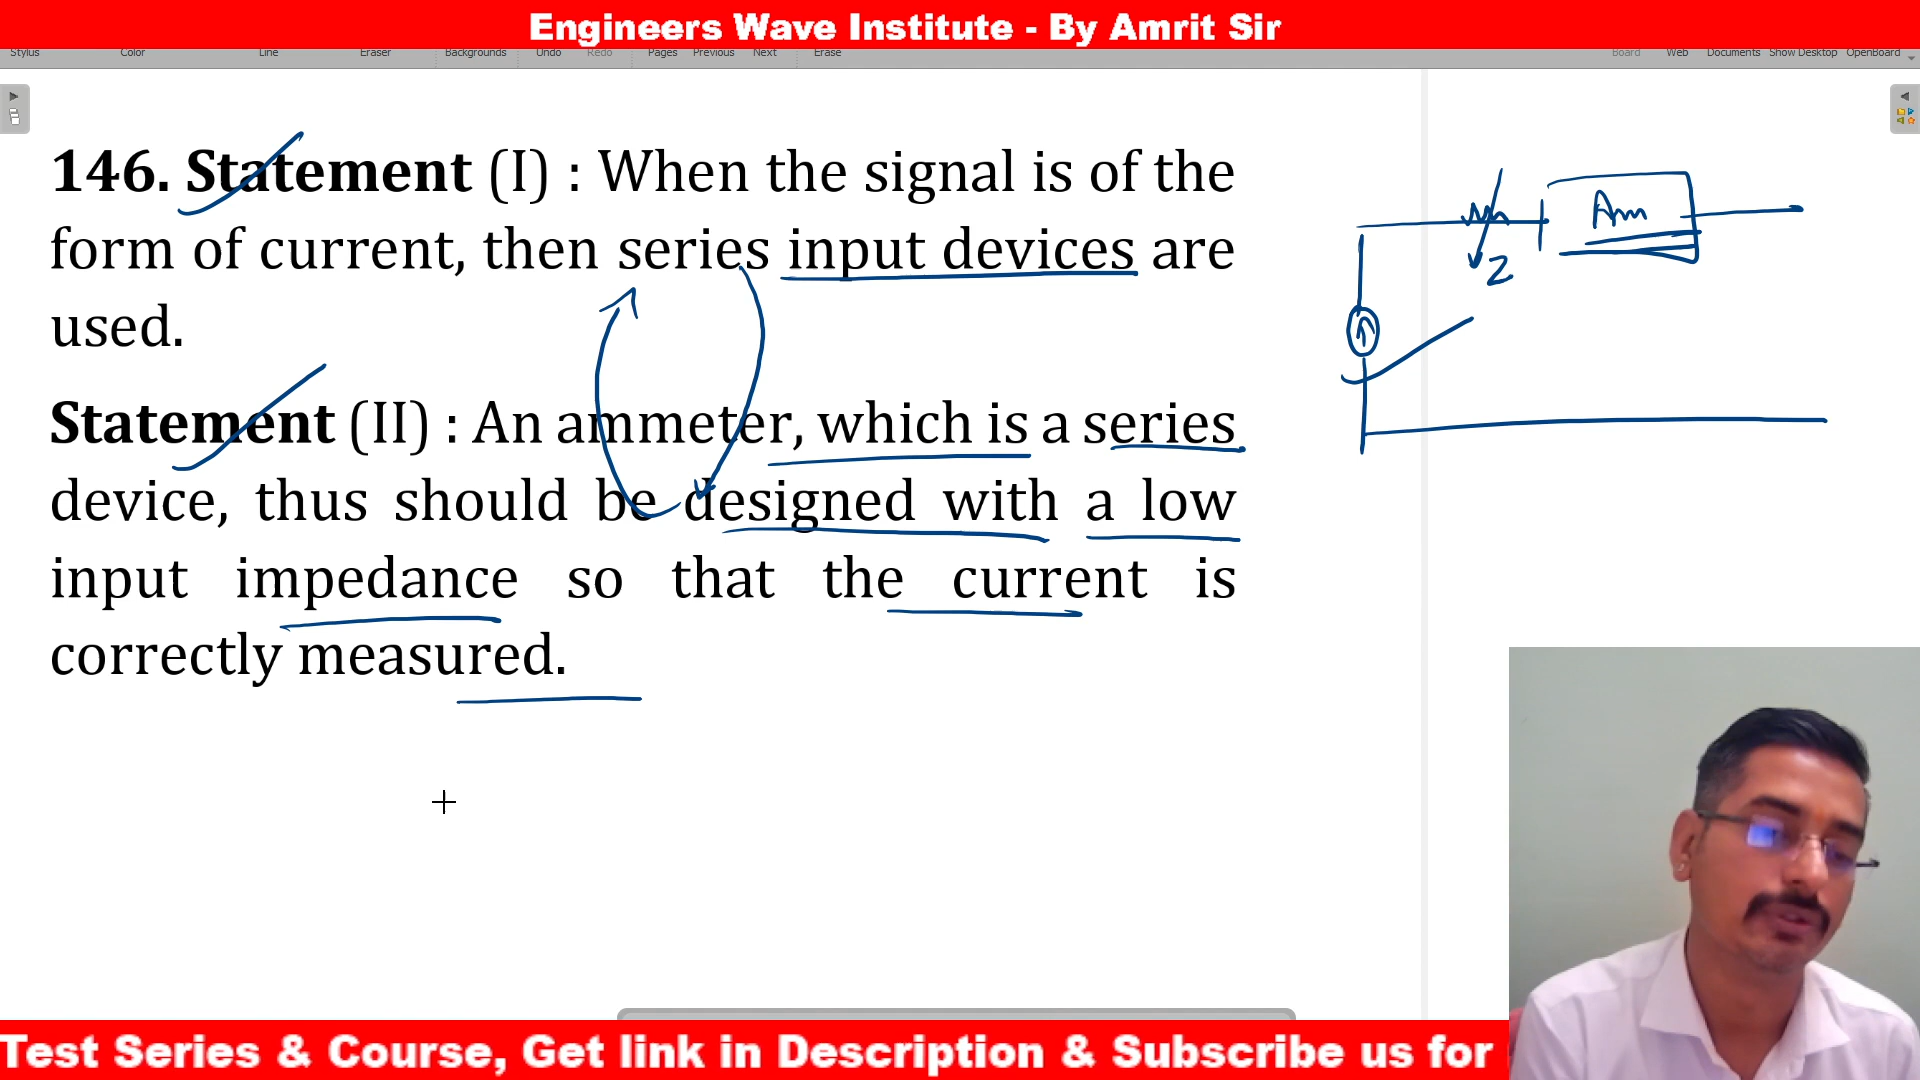 Engineers Wave Institute - By Amrit Sir
Stylus Color Line Eraser Backgrounds Undo Redo Pages Previous Next Erase Board Web Documents Show Desktop OpenBoard
146. Statement (I) : When the signal is of the
form of current, then series input devices are
used.
Statement (II) : An ammeter, which is a series
device, thus should be designed with a low
input impedance so that the current is
correctly measured.
Am
Z
Test Series & Course, Get link in Description & Subscribe us for